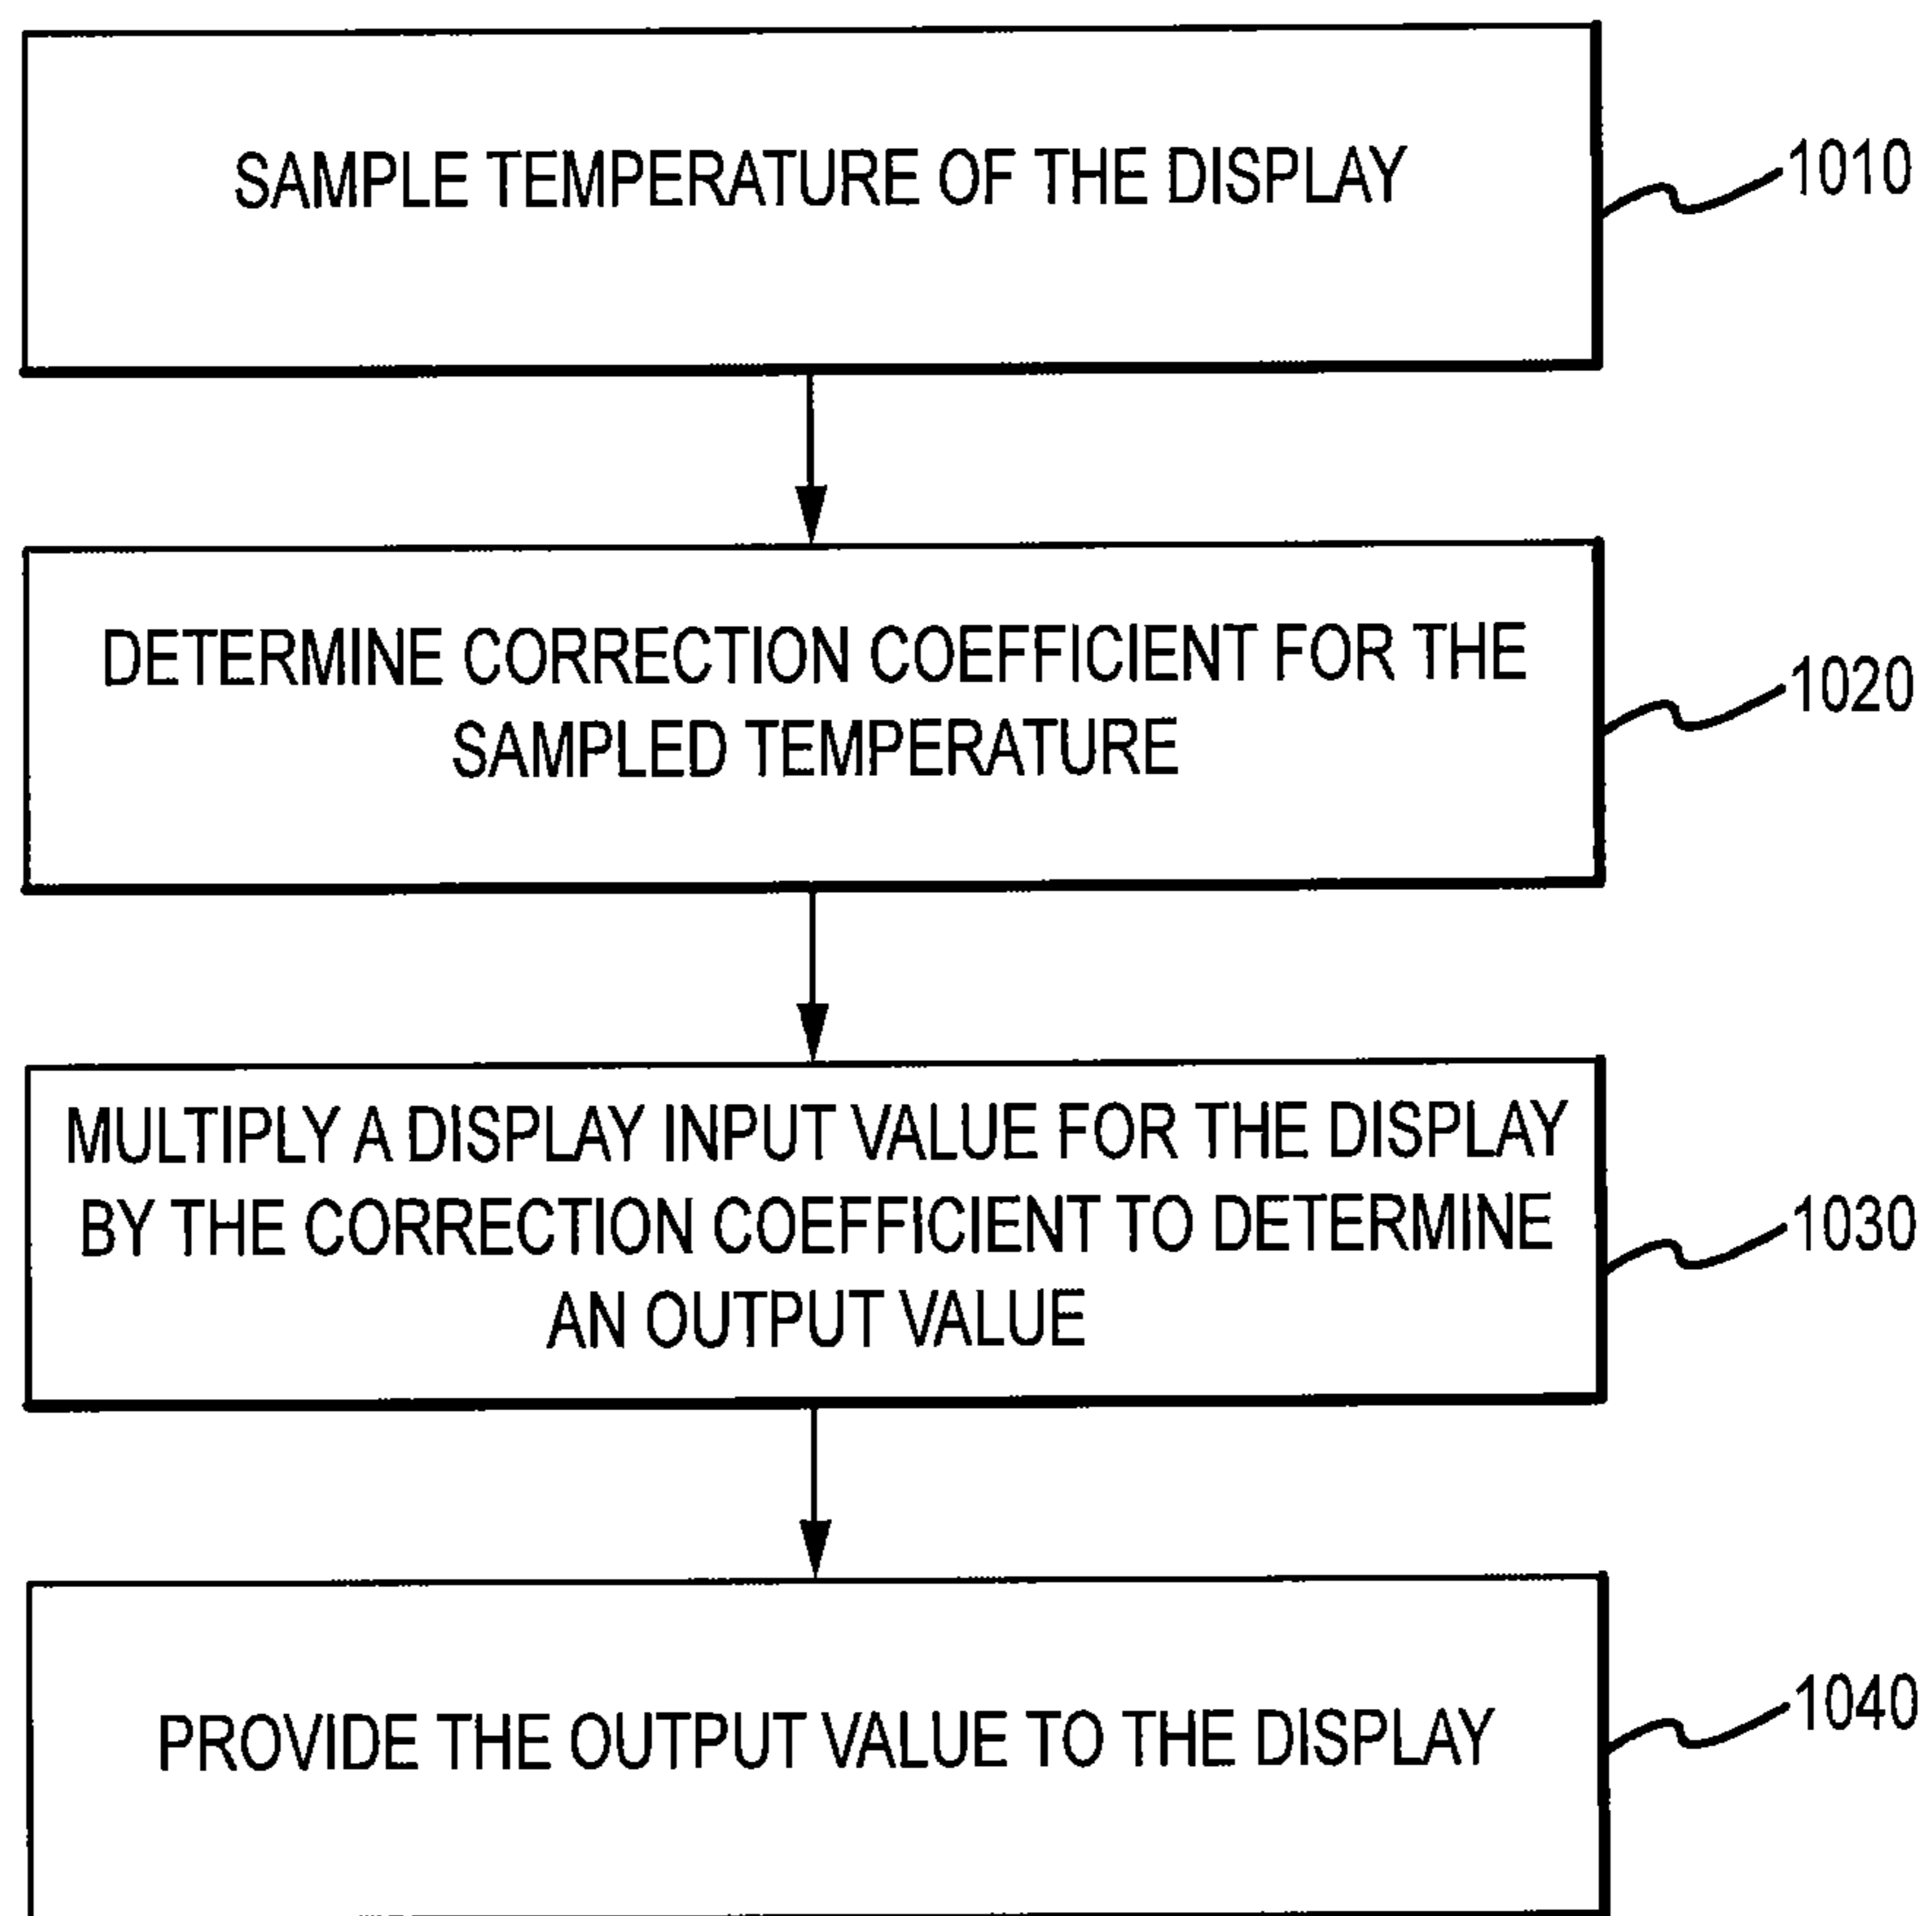 SAMPLE TEMPERATURE OF THE DISPLAY
1010
DETERMINE CORRECTION COEFFICIENT FOR THE
SAMPLED TEMPERATURE
1020
MULTIPLY A DISPLAY INPUT VALUE FOR THE DISPLAY
BY THE CORRECTION COEFFICIENT TO DETERMINE
AN OUTPUT VALUE
1030
PROVIDE THE OUTPUT VALUE TO THE DISPLAY
1040